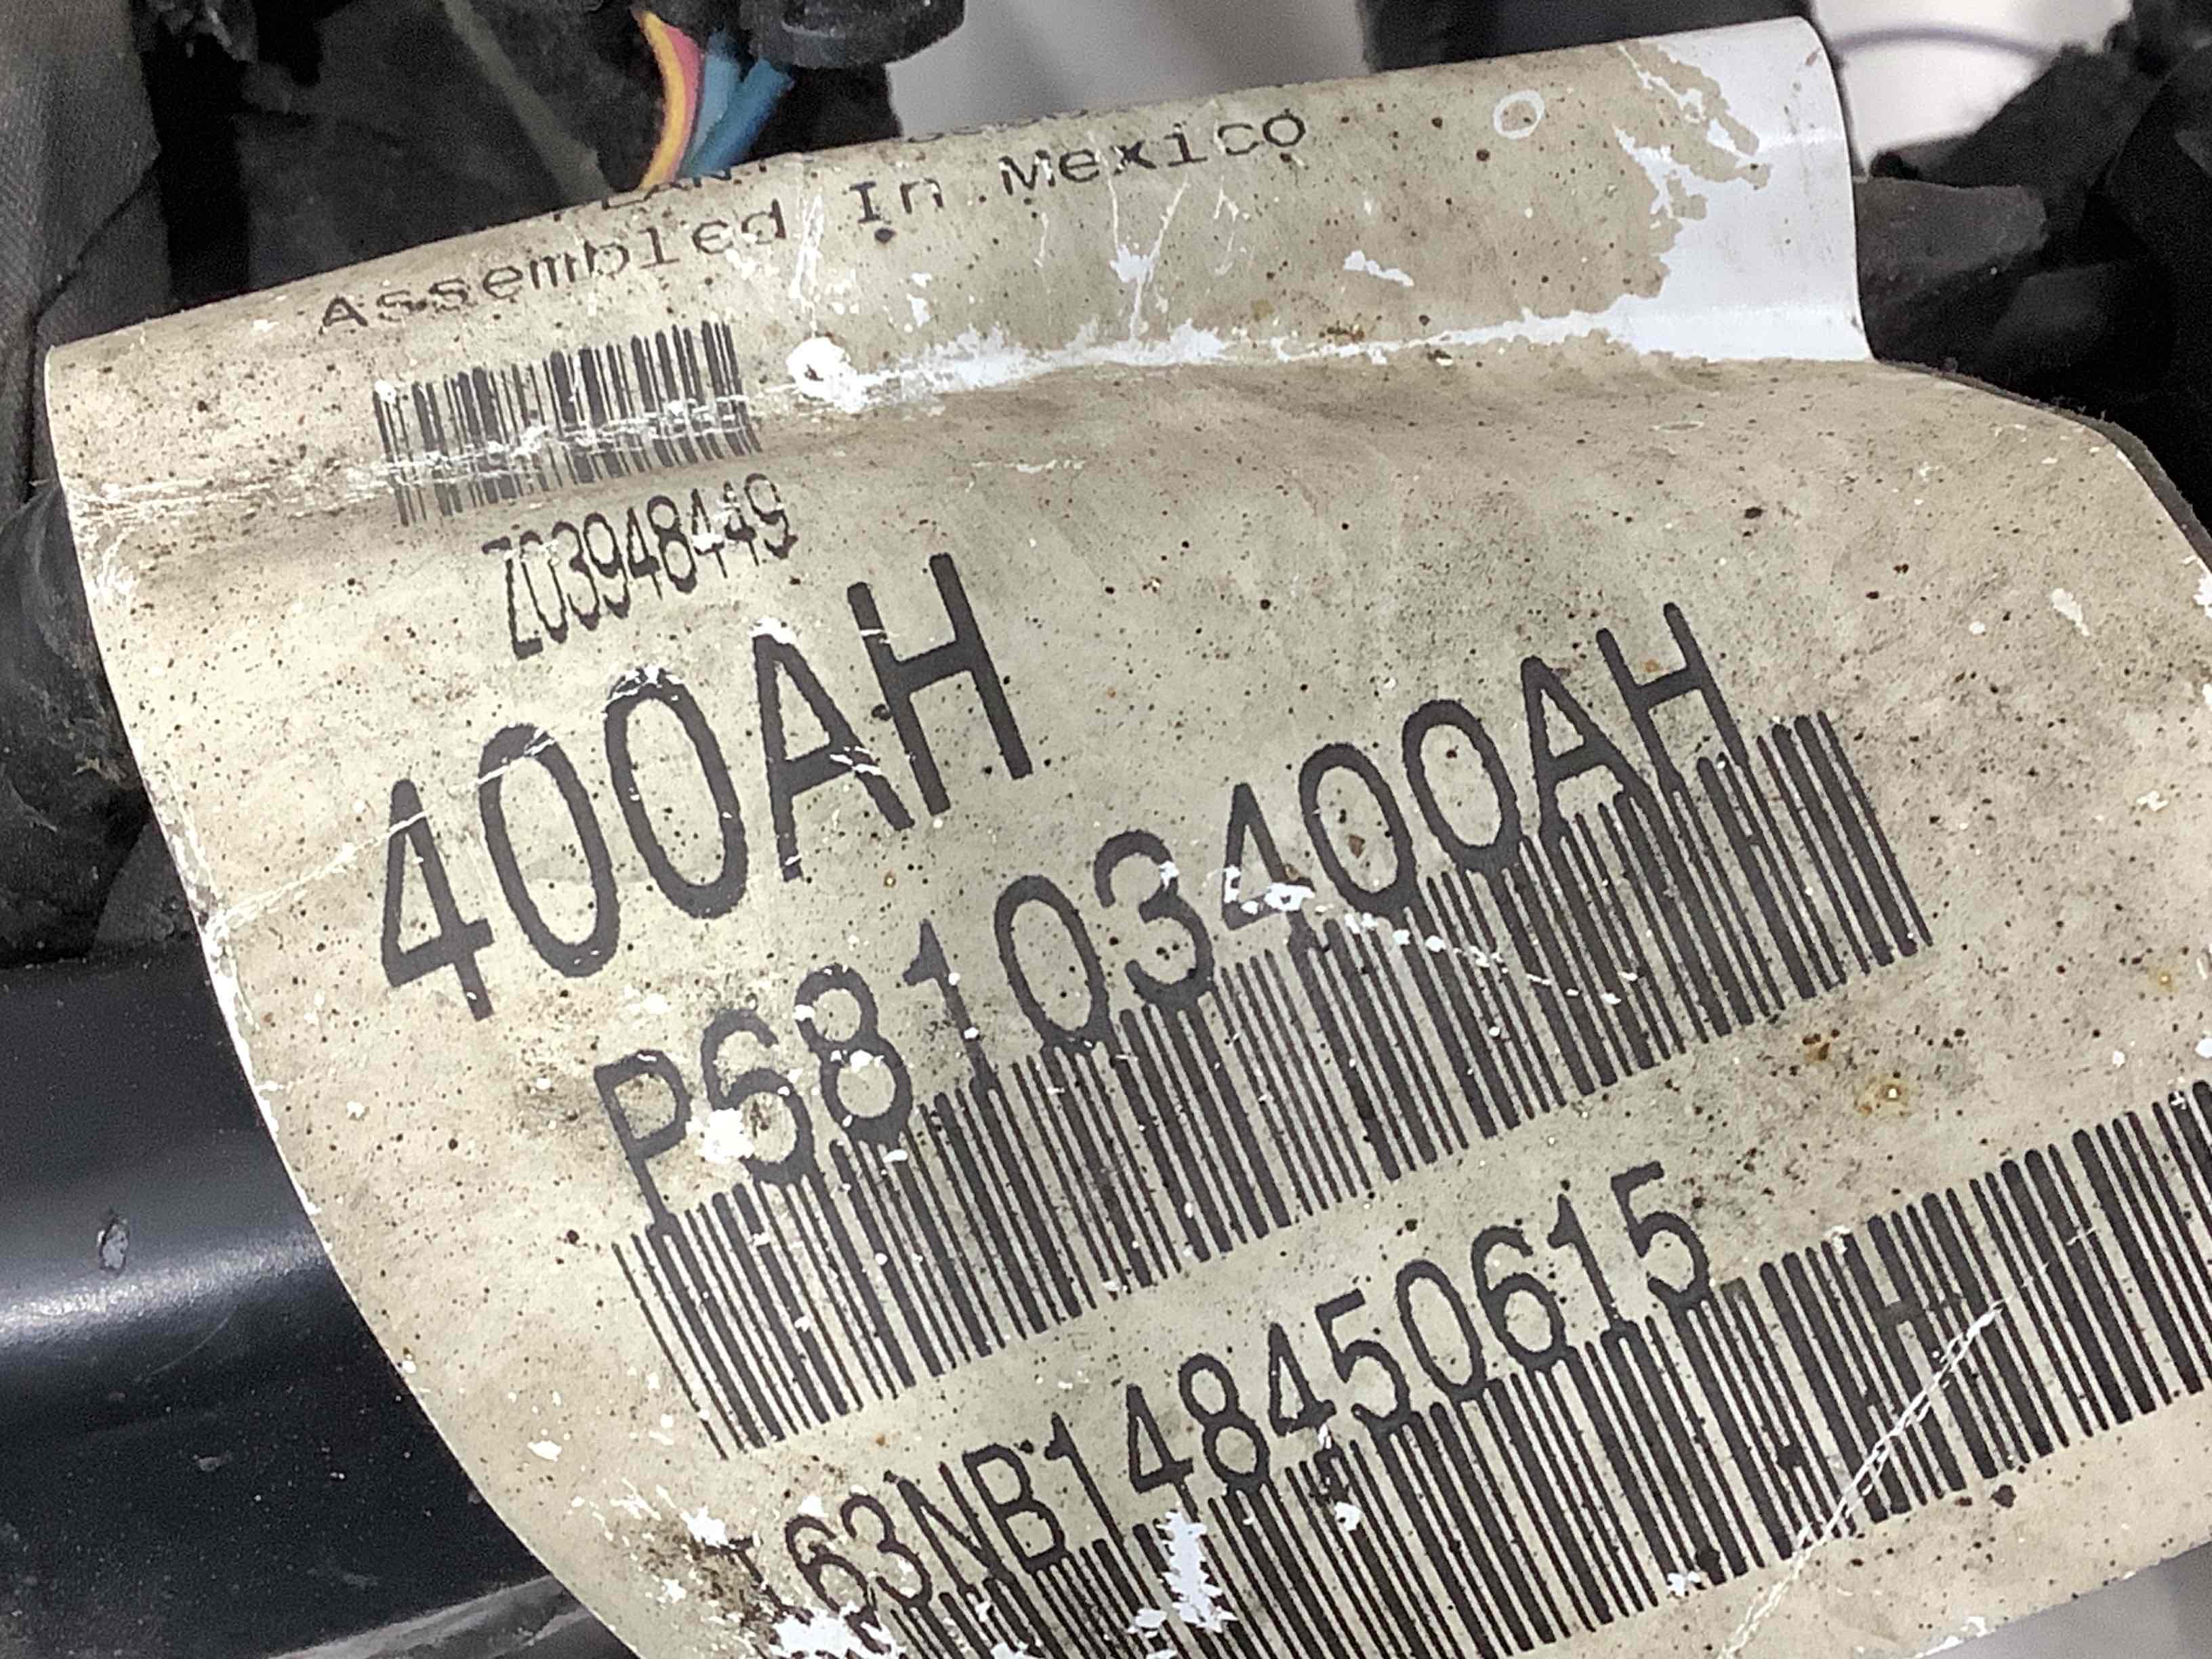 Assembled In Mexico
Z03948449
400AH
P68103400AH
T63NB148450615